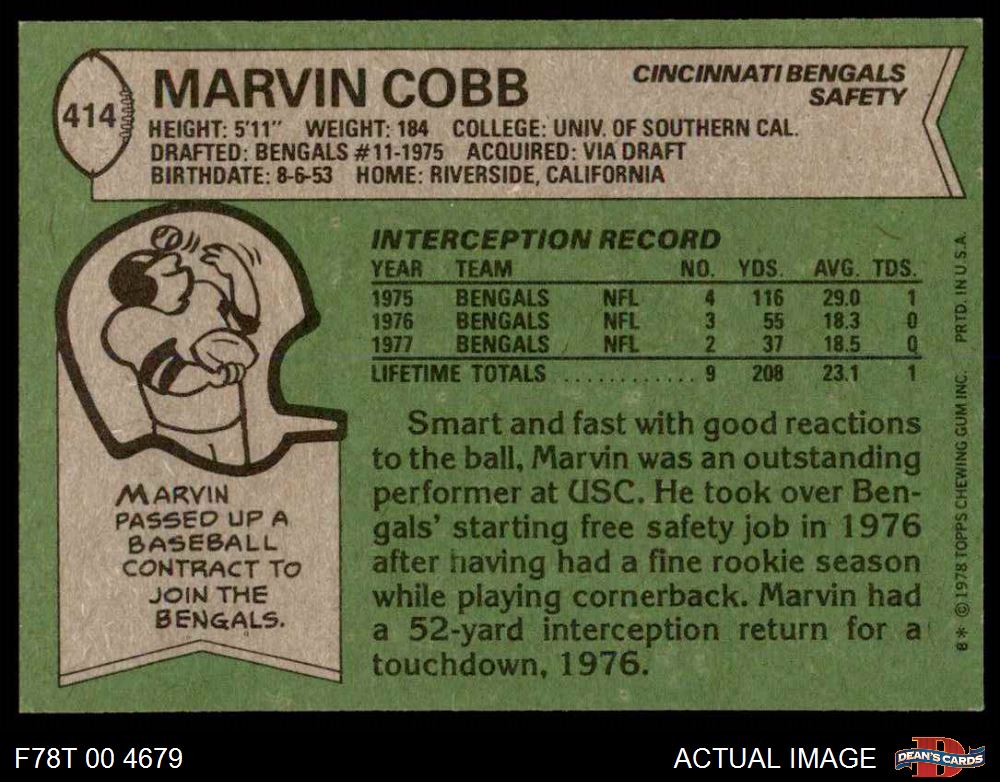 414
MARVIN COBB
CINCINNATI BENGALS
SAFETY
HEIGHT: 5'11" WEIGHT: 184 COLLEGE: UNIV. OF SOUTHERN CAL.
DRAFTED: BENGALS #11-1975 ACQUIRED: VIA DRAFT
BIRTHDATE: 8-6-53 HOME: RIVERSIDE, CALIFORNIA
INTERCEPTION RECORD
YEAR TEAM NO. YDS. AVG. TDS.
1975 BENGALS NFL 4 116 29.0 1
1976 BENGALS NFL 3 55 18.3 0
1977 BENGALS NFL 2 37 18.5 0
LIFETIME TOTALS ............ 9 208 23.1 1
Smart and fast with good reactions
to the ball, Marvin was an outstanding
performer at USC. He took over Ben-
gals' starting free safety job in 1976
after having had a fine rookie season
while playing cornerback. Marvin had
a 52-yard interception return for a
touchdown, 1976.
MARVIN
PASSED UP A
BASEBALL
CONTRACT TO
JOIN THE
BENGALS.
8* © 1978 TOPPS CHEWING GUM INC. PRTD. IN U.S.A.
F78T 00 4679
ACTUAL IMAGE
D
DEAN'S CARDS